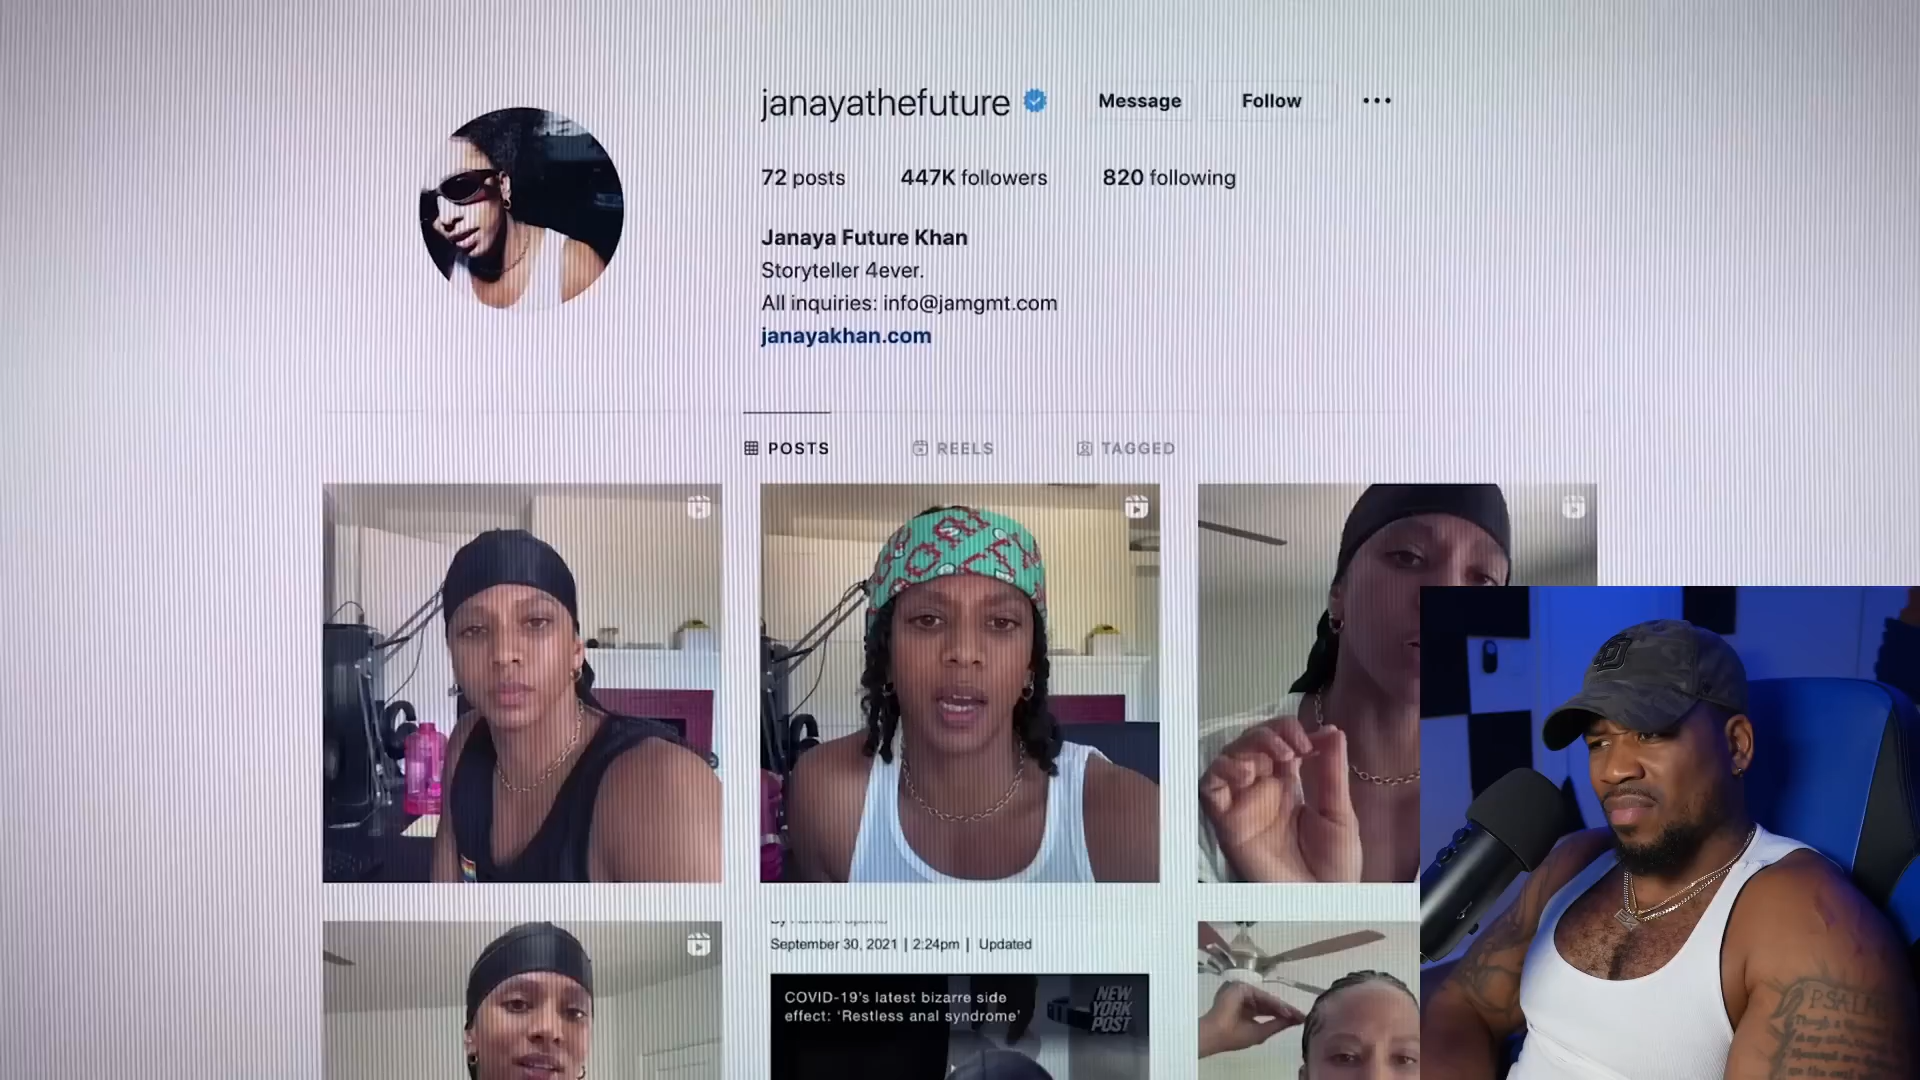 janayathefuture
Message
Follow
72 posts
447K followers
820 following
Janaya Future Khan
Storyteller 4ever.
All inquiries: info@jamgmt.com
janayakhan.com
POSTS
REELS
TAGGED
September 30, 2021 | 2:24pm | Updated
COVID-19's latest bizarre side
effect: 'Restless anal syndrome'
NEW
YORK
POST
PSALM